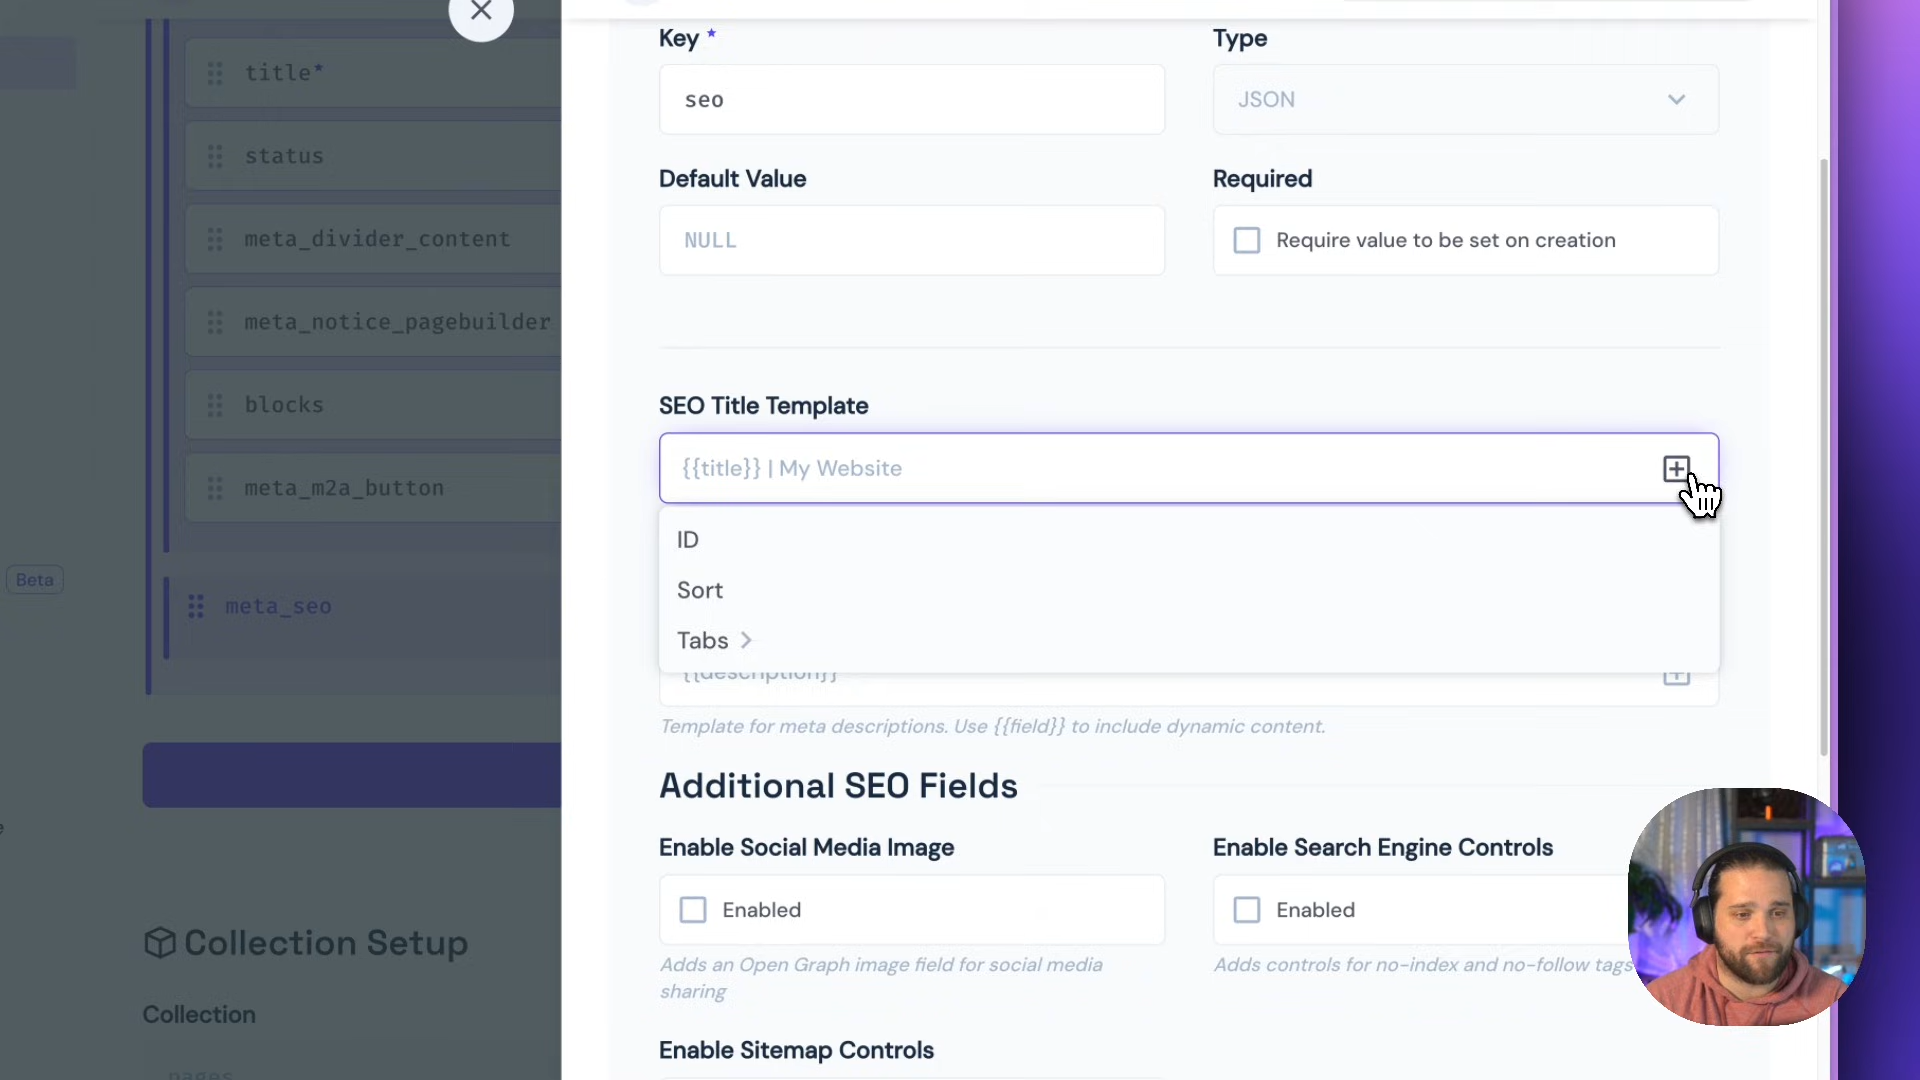 Key *
Type
title*
seo
JSON
status
Default Value
Required
meta_divider_content
NULL
Require value to be set on creation
meta_notice_pagebuilder
blocks
SEO Title Template
{{title}} | My Website
meta_m2a_button
ID
Beta
Sort
meta_seo
Tabs
{{description}}
Template for meta descriptions. Use {{field}} to include dynamic content.
Additional SEO Fields
Enable Social Media Image
Enable Search Engine Controls
Enabled
Enabled
Collection Setup
Adds an Open Graph image field for social media
sharing
Adds controls for no-index and no-follow tags
Collection
Enable Sitemap Controls
pages